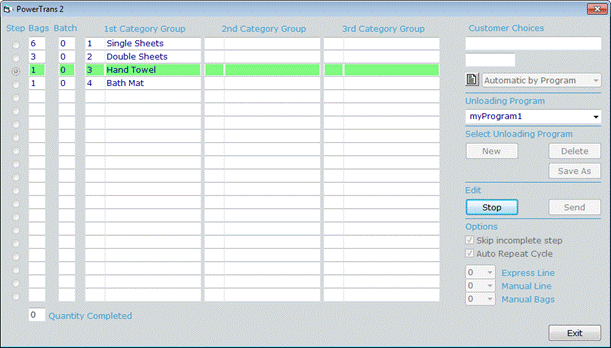 PowerTrans 2
Step Bags Batch 1st Category Group 2nd Category Group 3rd Category Group
6 0 1 Single Sheets
3 0 2 Double Sheets
1 0 3 Hand Towel
1 0 4 Bath Mat
0 Quantity Completed
Customer Choices
Automatic by Program
Unloading Program
myProgram1
Select Unloading Program
New Delete
Save As
Edit
Stop Send
Options
Skip incomplete step
Auto Repeat Cycle
0 Express Line
0 Manual Line
0 Manual Bags
Exit